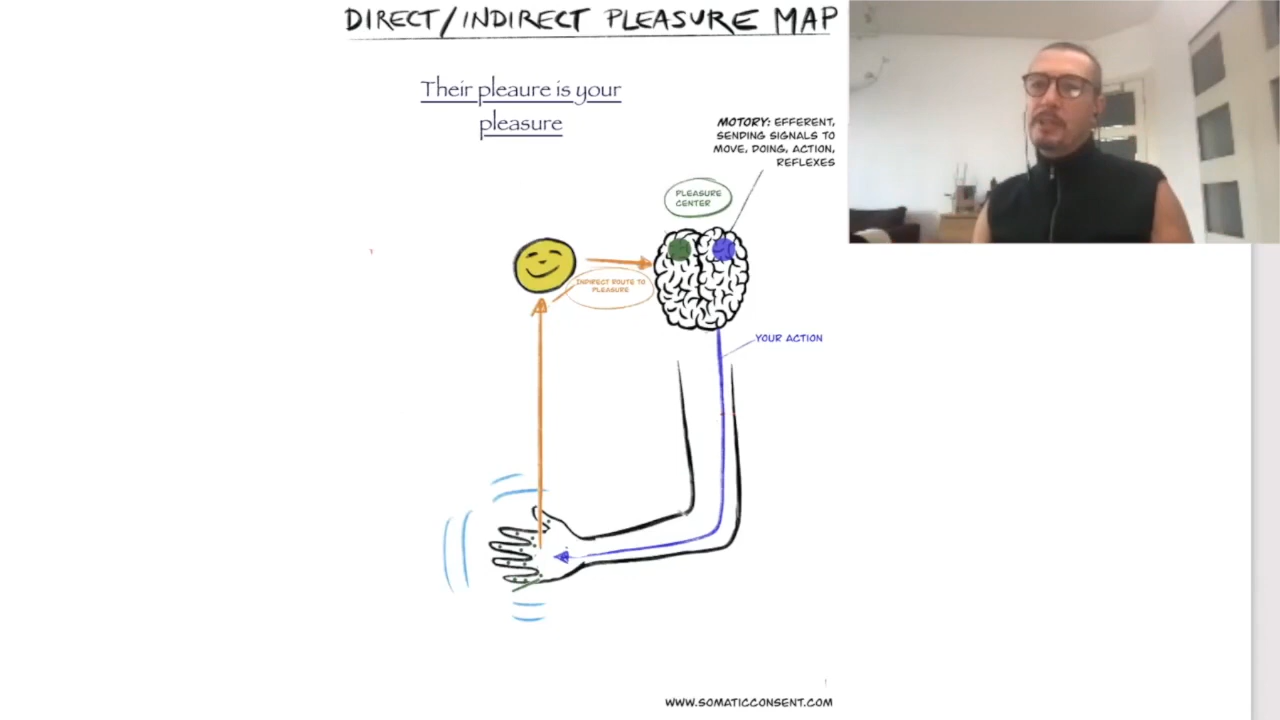 DIRECT/INDIRECT PLEASURE MAP
Their pleaure is your
pleasure
MOTORY: EFFERENT,
SENDING SIGNALS TO
MOVE, DOING, ACTION,
REFLEXES
PLEASURE
CENTER
INDIRECT ROUTE TO
PLEASURE
YOUR ACTION
WWW.SOMATICCONSENT.COM